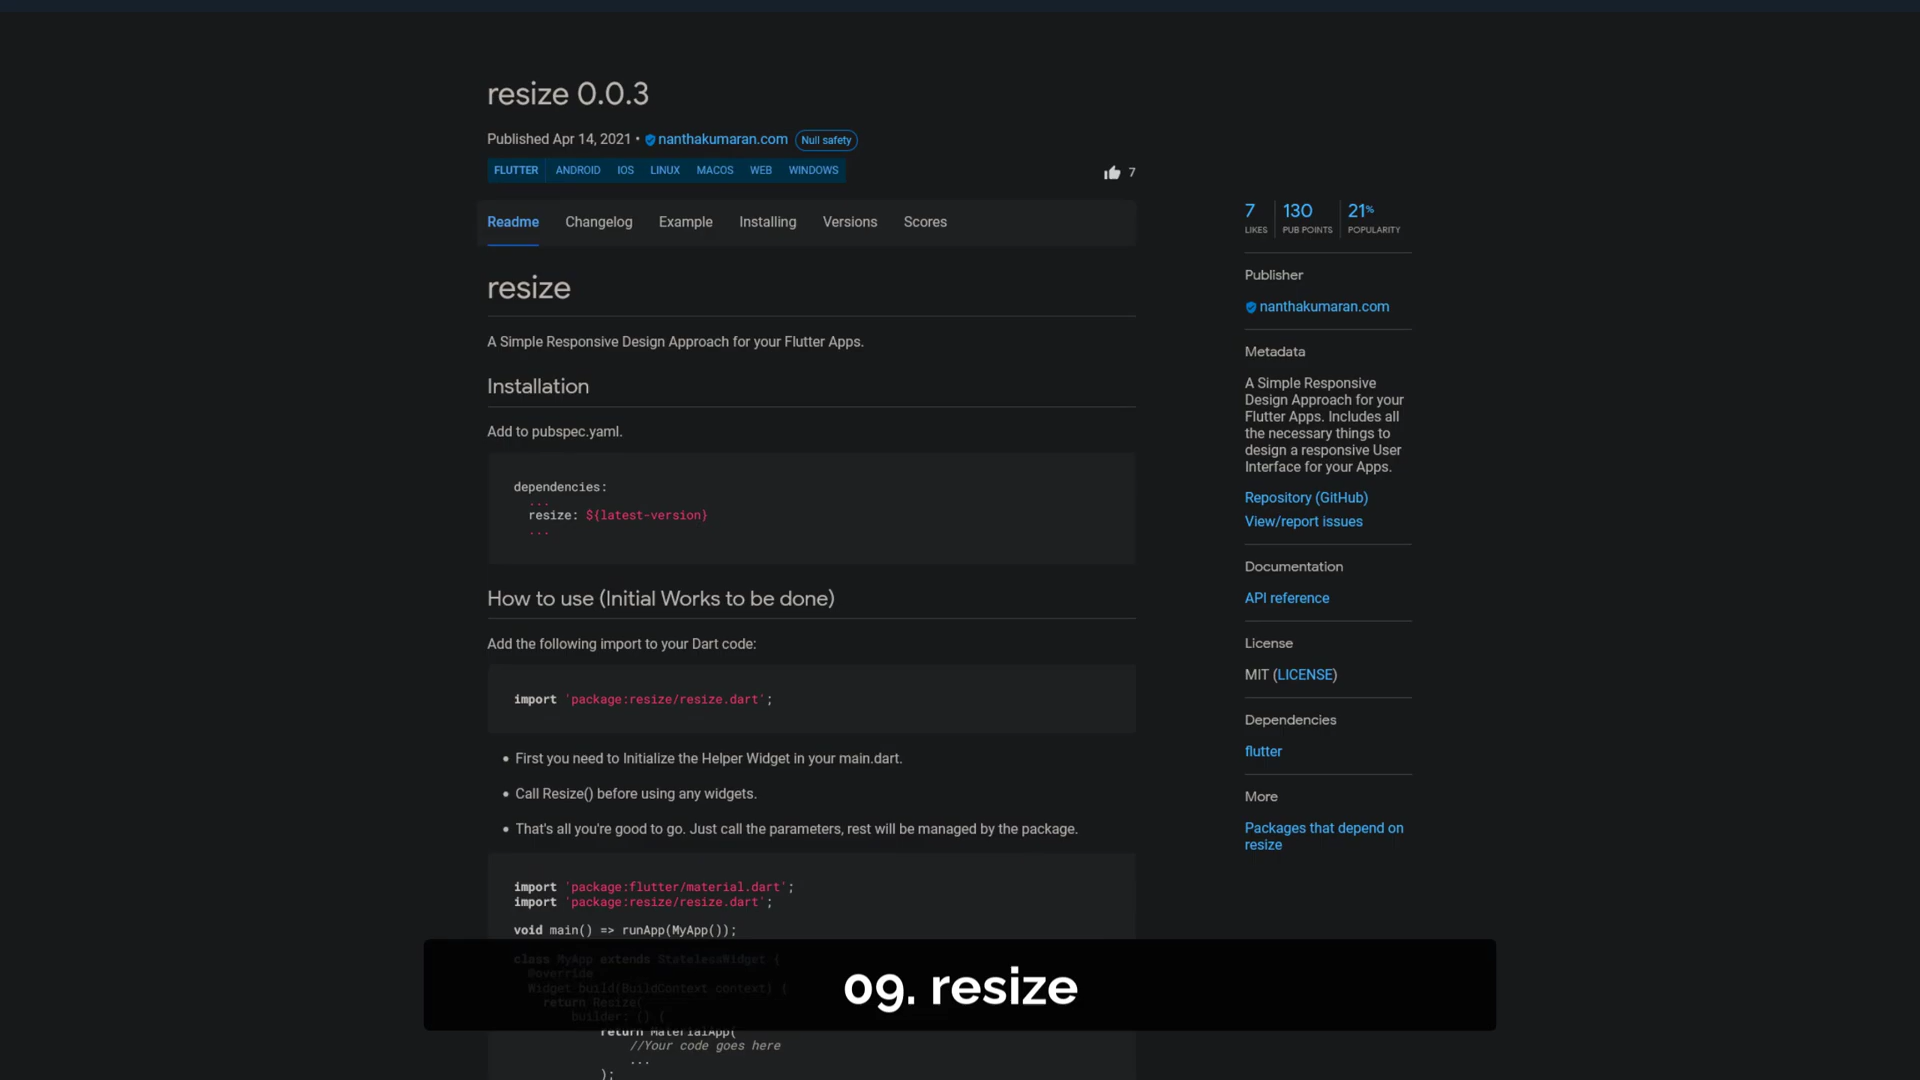 resize 0.0.3
Published Apr 14, 2021 • nanthakumaran.com Null safety
FLUTTER ANDROID IOS LINUX MACOS WEB WINDOWS
7
Readme Changelog Example Installing Versions Scores
resize
A Simple Responsive Design Approach for your Flutter Apps.
Installation
Add to pubspec.yaml.
dependencies:
...
resize: ${latest-version}
...
How to use (Initial Works to be done)
Add the following import to your Dart code:
import 'package:resize/resize.dart';
• First you need to Initialize the Helper Widget in your main.dart.
• Call Resize() before using any widgets.
• That's all you're good to go. Just call the parameters, rest will be managed by the package.
import 'package:flutter/material.dart';
import 'package:resize/resize.dart';
void main() => runApp(MyApp());
class MyApp extends StatelessWidget {
@override
Widget build(BuildContext context) {
return Resize(
builder: () {
return MaterialApp(
//Your code goes here
...
);
7 130 21%
LIKES PUB POINTS POPULARITY
Publisher
nanthakumaran.com
Metadata
A Simple Responsive
Design Approach for your
Flutter Apps. Includes all
the necessary things to
design a responsive User
Interface for your Apps.
Repository (GitHub)
View/report issues
Documentation
API reference
License
MIT (LICENSE)
Dependencies
flutter
More
Packages that depend on
resize
09. resize